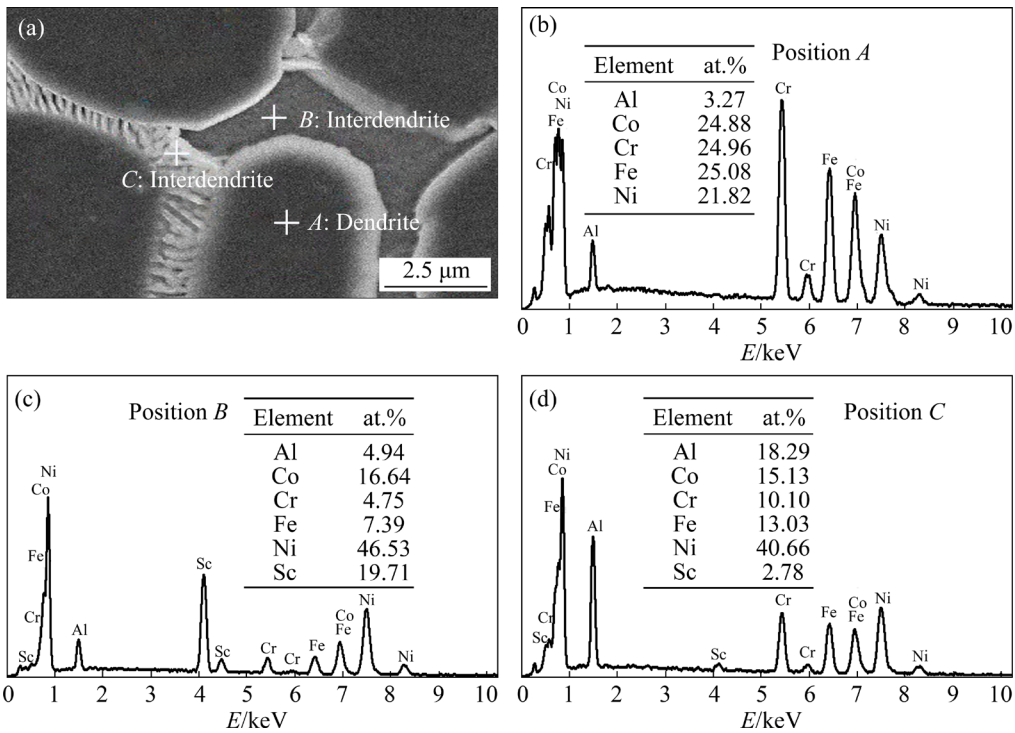 (a)
B: Interdendrite
C: Interdendrite
A: Dendrite
2.5 μm
(b)
Position A
Element at.%
Al 3.27
Co 24.88
Cr 24.96
Fe 25.08
Ni 21.82
Co
Ni
Fe
Cr
Al
Cr
Cr
Fe
Co
Fe
Ni
Ni
0 1 2 3 4 5 6 7 8 9 10
E/keV
(c)
Position B
Element at.%
Al 4.94
Co 16.64
Cr 4.75
Fe 7.39
Ni 46.53
Sc 19.71
Ni
Co
Fe
Cr
Sc
Al
Sc
Sc
Cr
Cr
Fe
Co
Fe
Ni
Ni
0 1 2 3 4 5 6 7 8 9 10
E/keV
(d)
Position C
Element at.%
Al 18.29
Co 15.13
Cr 10.10
Fe 13.03
Ni 40.66
Sc 2.78
Ni
Co
Fe
Cr
Sc
Al
Sc
Cr
Cr
Fe
Co
Fe
Ni
Ni
0 1 2 3 4 5 6 7 8 9 10
E/keV